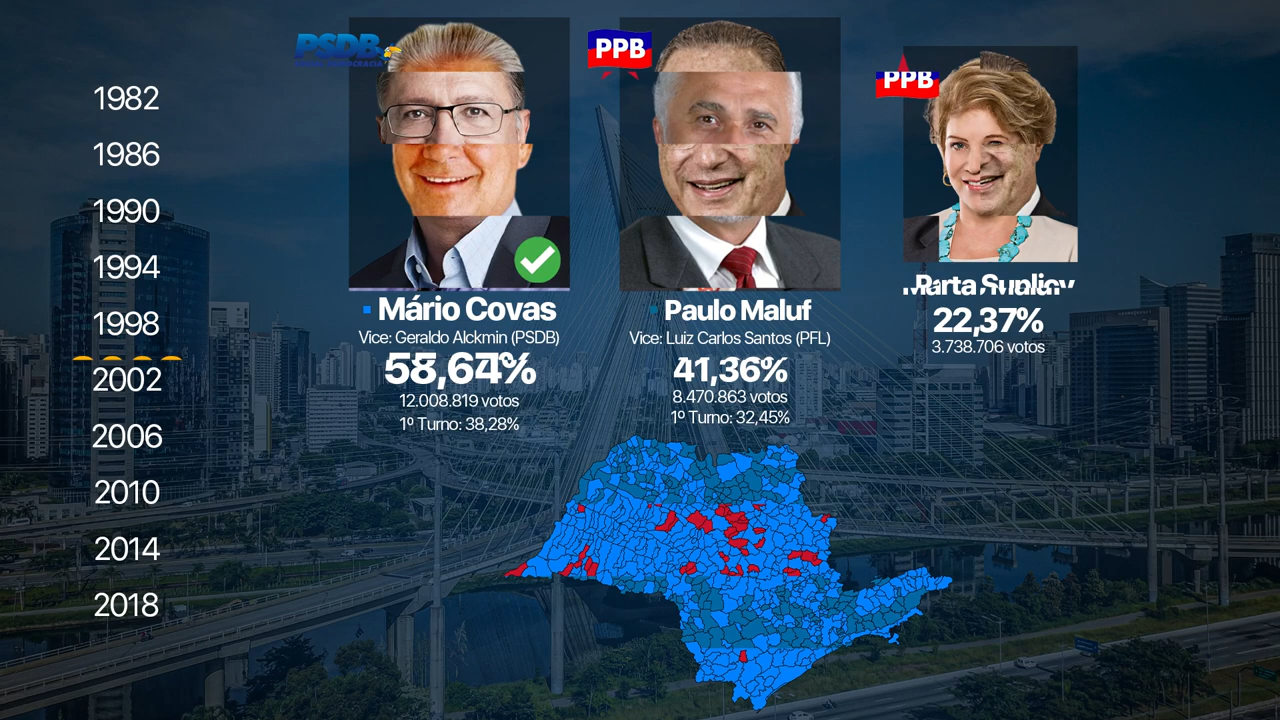 1982
1986
1990
1994
1998
2002
2006
2010
2014
2018
PSDB
Mário Covas
Vice: Geraldo Alckmin (PSDB)
58,64%
12.008.819 votos
1º Turno: 38,28%
PPB
Paulo Maluf
Vice: Luiz Carlos Santos (PFL)
41,36%
8.470.863 votos
1º Turno: 32,45%
PPB
22,37%
3.738.706 votos